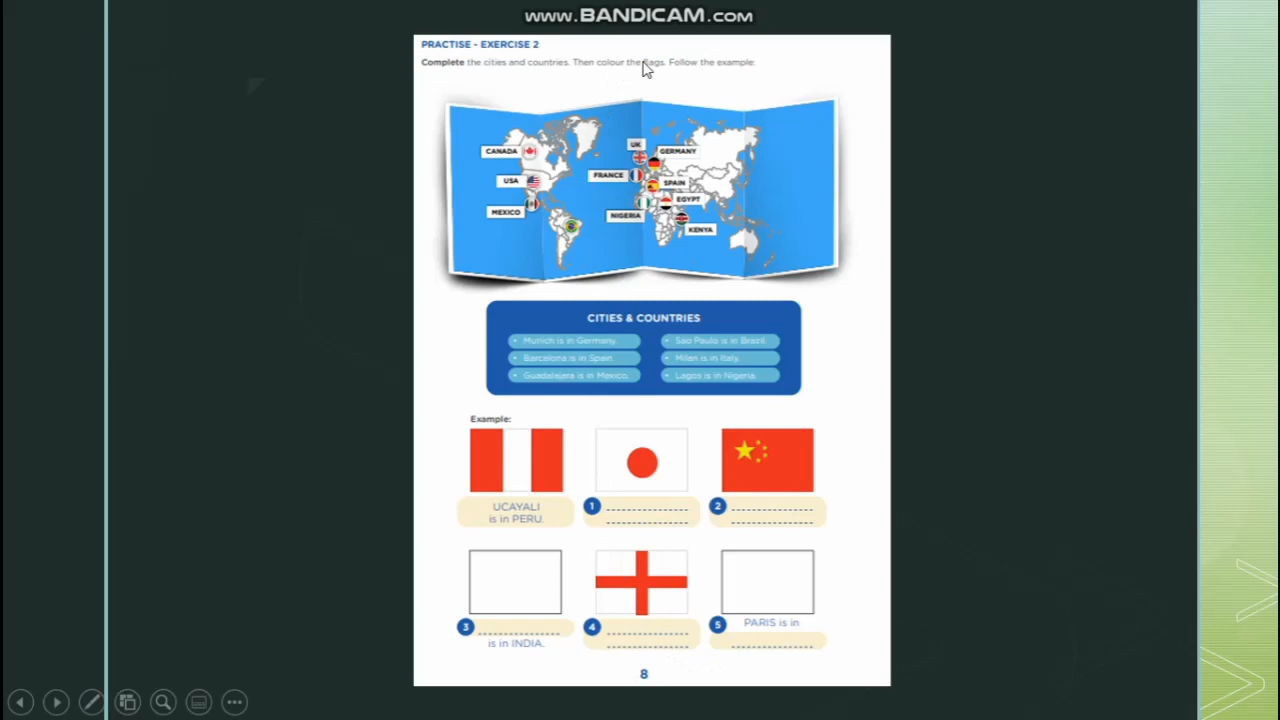 www.BANDICAM.com
PRACTISE - EXERCISE 2
Complete the cities and countries. Then colour the flags. Follow the example:
CANADA
UK
GERMANY
USA
FRANCE
SPAIN
MEXICO
EGYPT
NIGERIA
KENYA
CITIES & COUNTRIES
• Munich is in Germany.
• Sao Paulo is in Brazil.
• Barcelona is in Spain.
• Milan is in Italy.
• Guadalajara is in Mexico.
• Lagos is in Nigeria.
Example:
UCAYALI
is in PERU.
1
2
3
is in INDIA.
4
5 PARIS is in
8